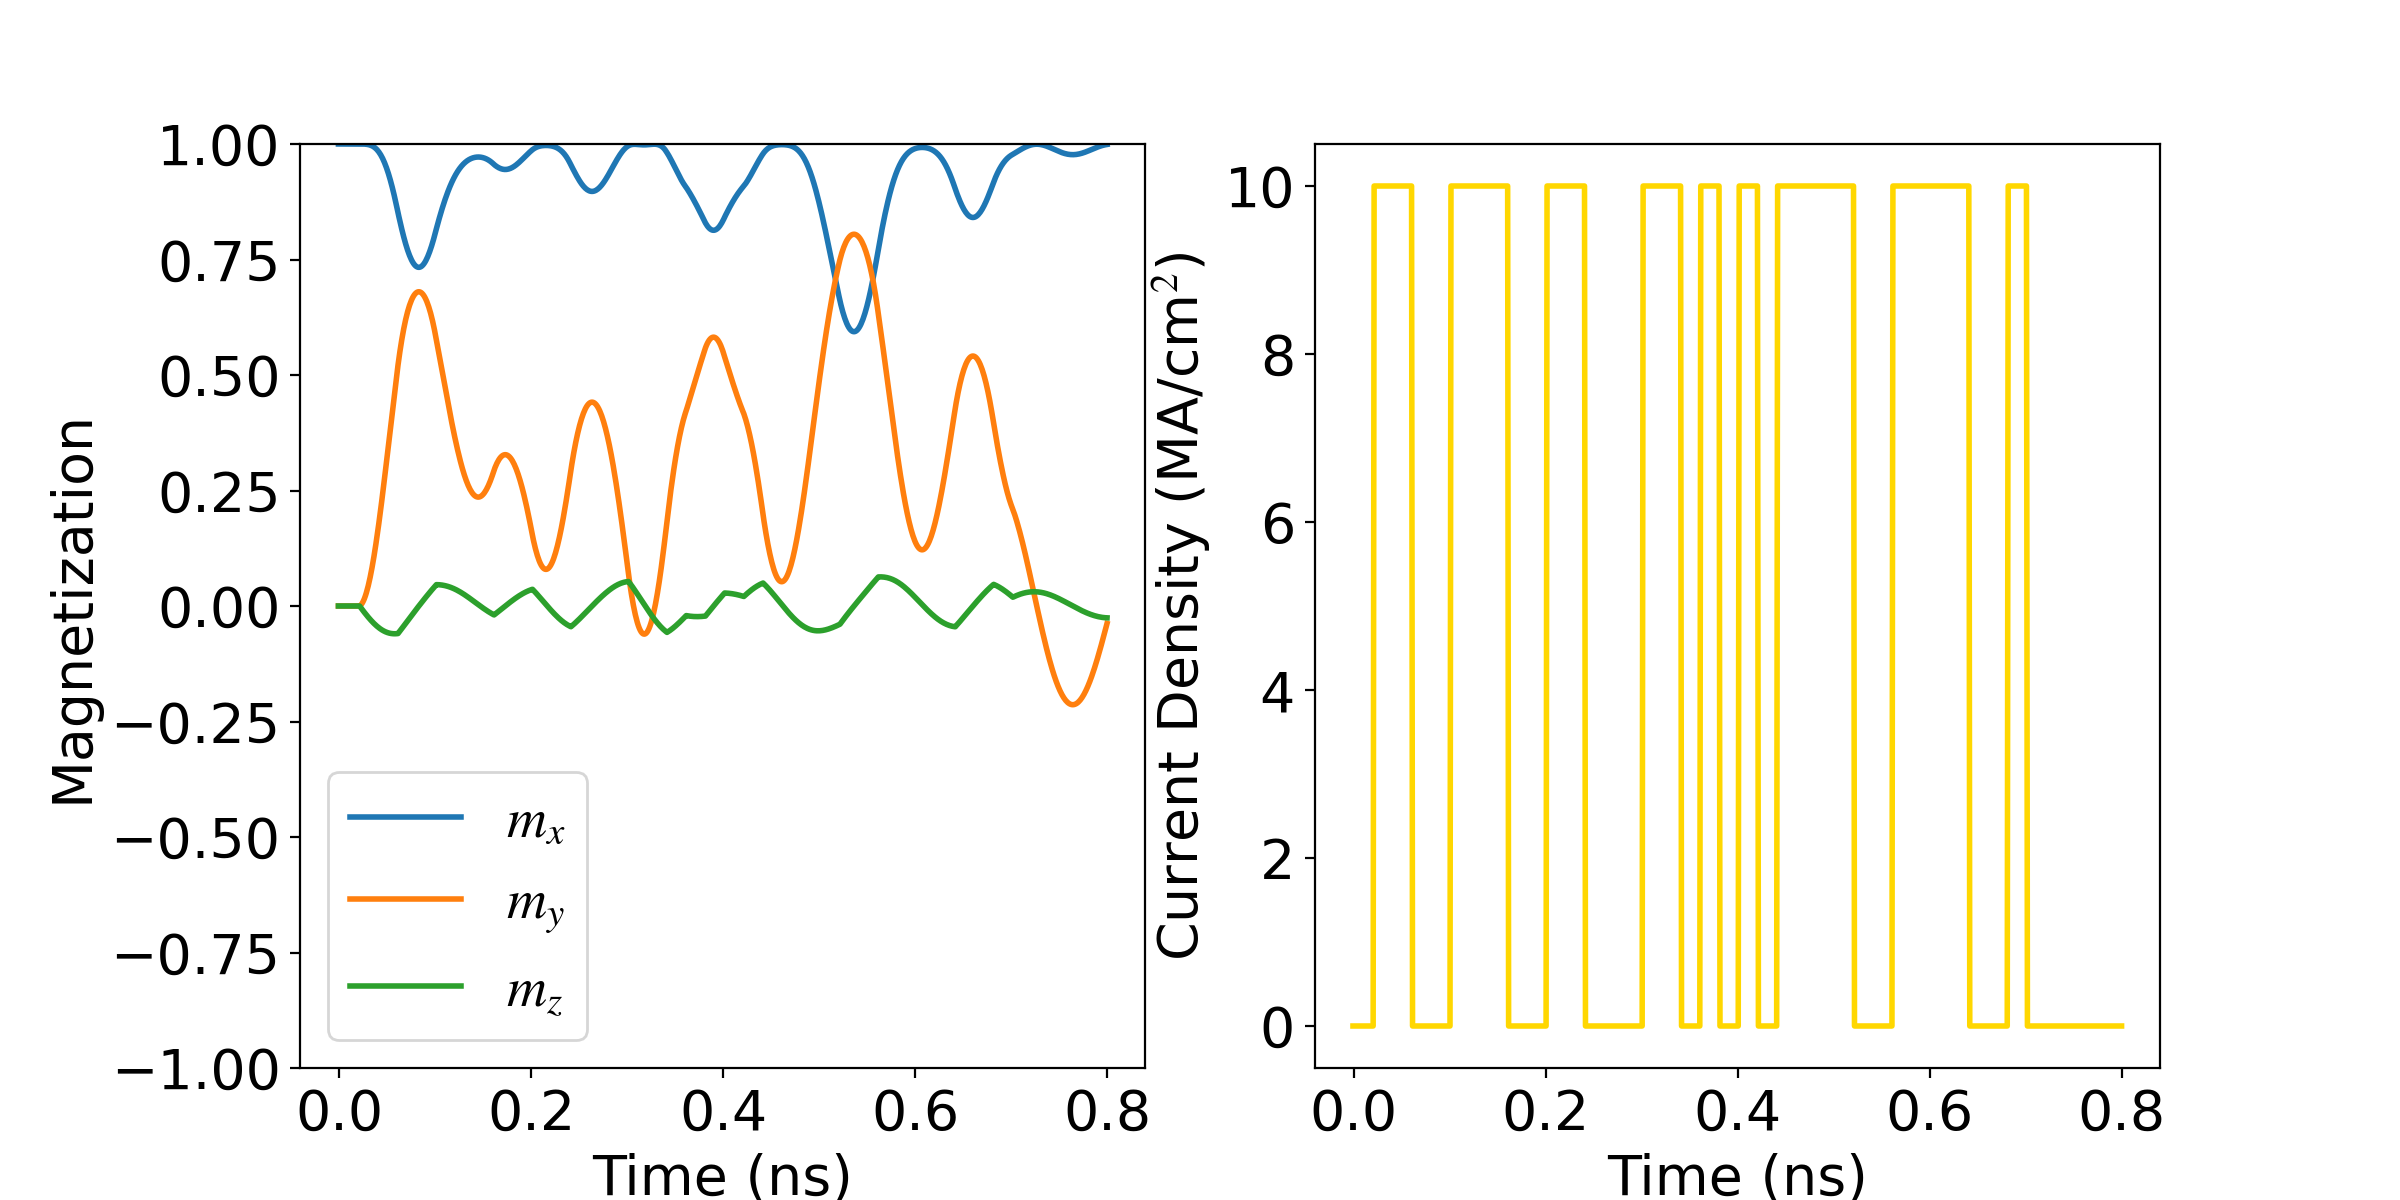 Magnetization
1.00
0.75
0.50
0.25
0.00
−0.25
−0.50
−0.75
−1.00
m_x
m_y
m_z
0.0 0.2 0.4 0.6 0.8
Time (ns)
Current Density (MA/cm²)
10
8
6
4
2
0
0.0 0.2 0.4 0.6 0.8
Time (ns)